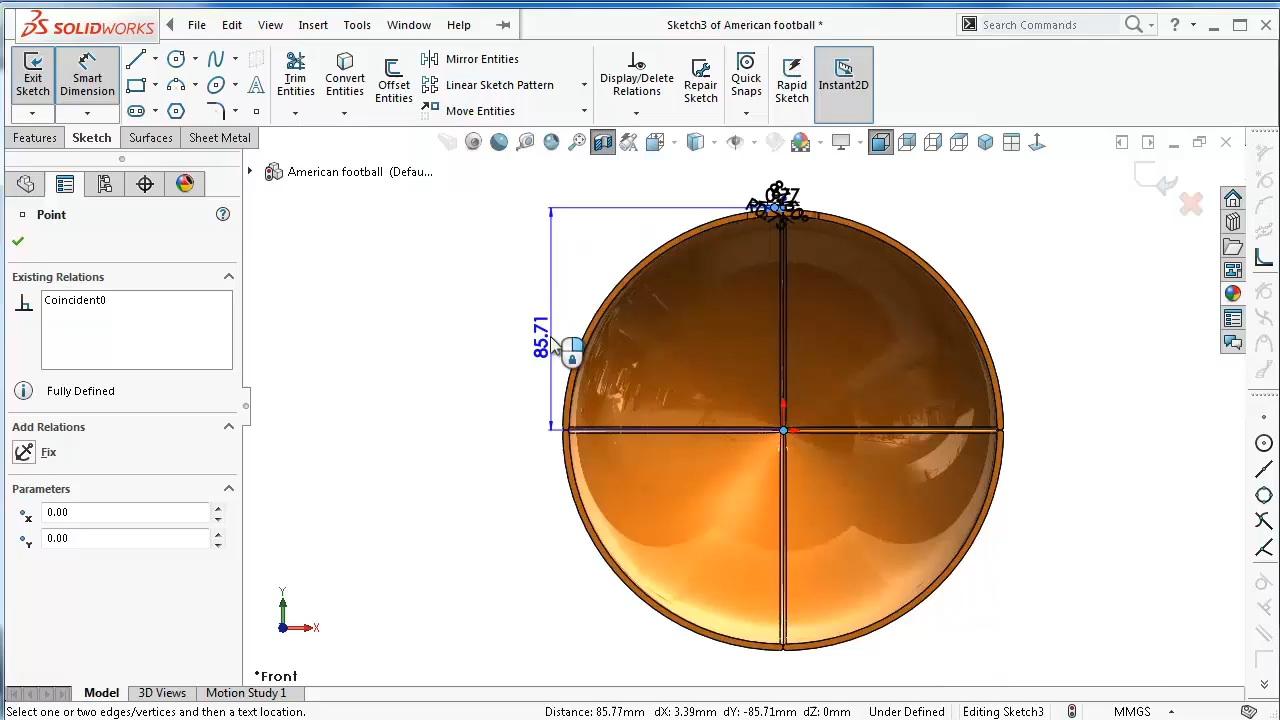 SOLIDWORKS
File Edit View Insert Tools Window Help
Sketch3 of American football *
Search Commands
?
Exit Sketch
Smart Dimension
Trim Entities
Convert Entities
Offset Entities
Mirror Entities
Linear Sketch Pattern
Move Entities
Display/Delete Relations
Repair Sketch
Quick Snaps
Rapid Sketch
Instant2D
Features Sketch Surfaces Sheet Metal
American football (Defau...
Point
Existing Relations
Coincident0
Fully Defined
Add Relations
Fix
Parameters
X 0.00
Y 0.00
85.71
Y
X
*Front
Model 3D Views Motion Study 1
Select one or two edges/vertices and then a text location.
Distance: 85.77mm dX: 3.39mm dY: -85.71mm dZ: 0mm Under Defined Editing Sketch3 MMGS